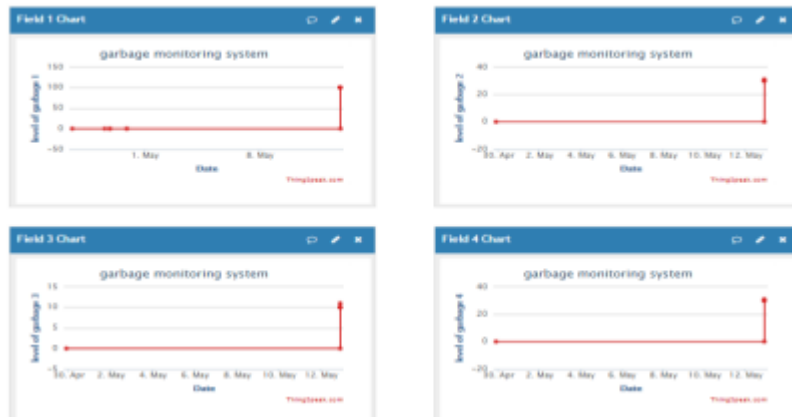 Field 1 Chart
garbage monitoring system
level of garbage 1
150
100
50
0
-50
1. May
8. May
Date
ThingSpeak.com
Field 2 Chart
garbage monitoring system
level of garbage 2
40
20
0
-20
30. Apr 2. May 4. May 6. May 8. May 10. May 12. May
Date
ThingSpeak.com
Field 3 Chart
garbage monitoring system
level of garbage 3
15
10
5
0
-5
30. Apr 2. May 4. May 6. May 8. May 10. May 12. May
Date
ThingSpeak.com
Field 4 Chart
garbage monitoring system
level of garbage 4
40
20
0
-20
30. Apr 2. May 4. May 6. May 8. May 10. May 12. May
Date
ThingSpeak.com